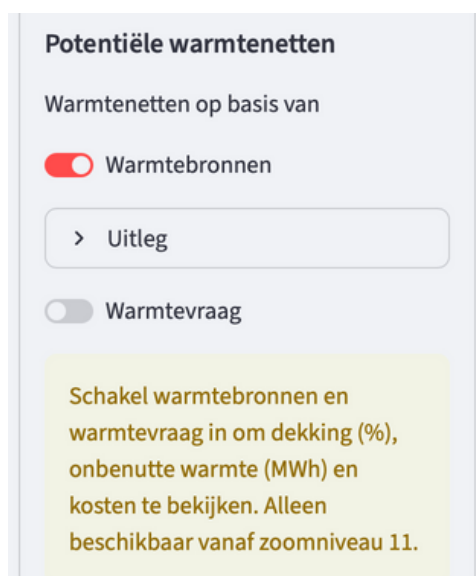 Potentiële warmtenetten
Warmtenetten op basis van
Warmtebronnen
Uitleg
Warmtevraag
Schakel warmtebronnen en
warmtevraag in om dekking (%),
onbenutte warmte (MWh) en
kosten te bekijken. Alleen
beschikbaar vanaf zoomniveau 11.